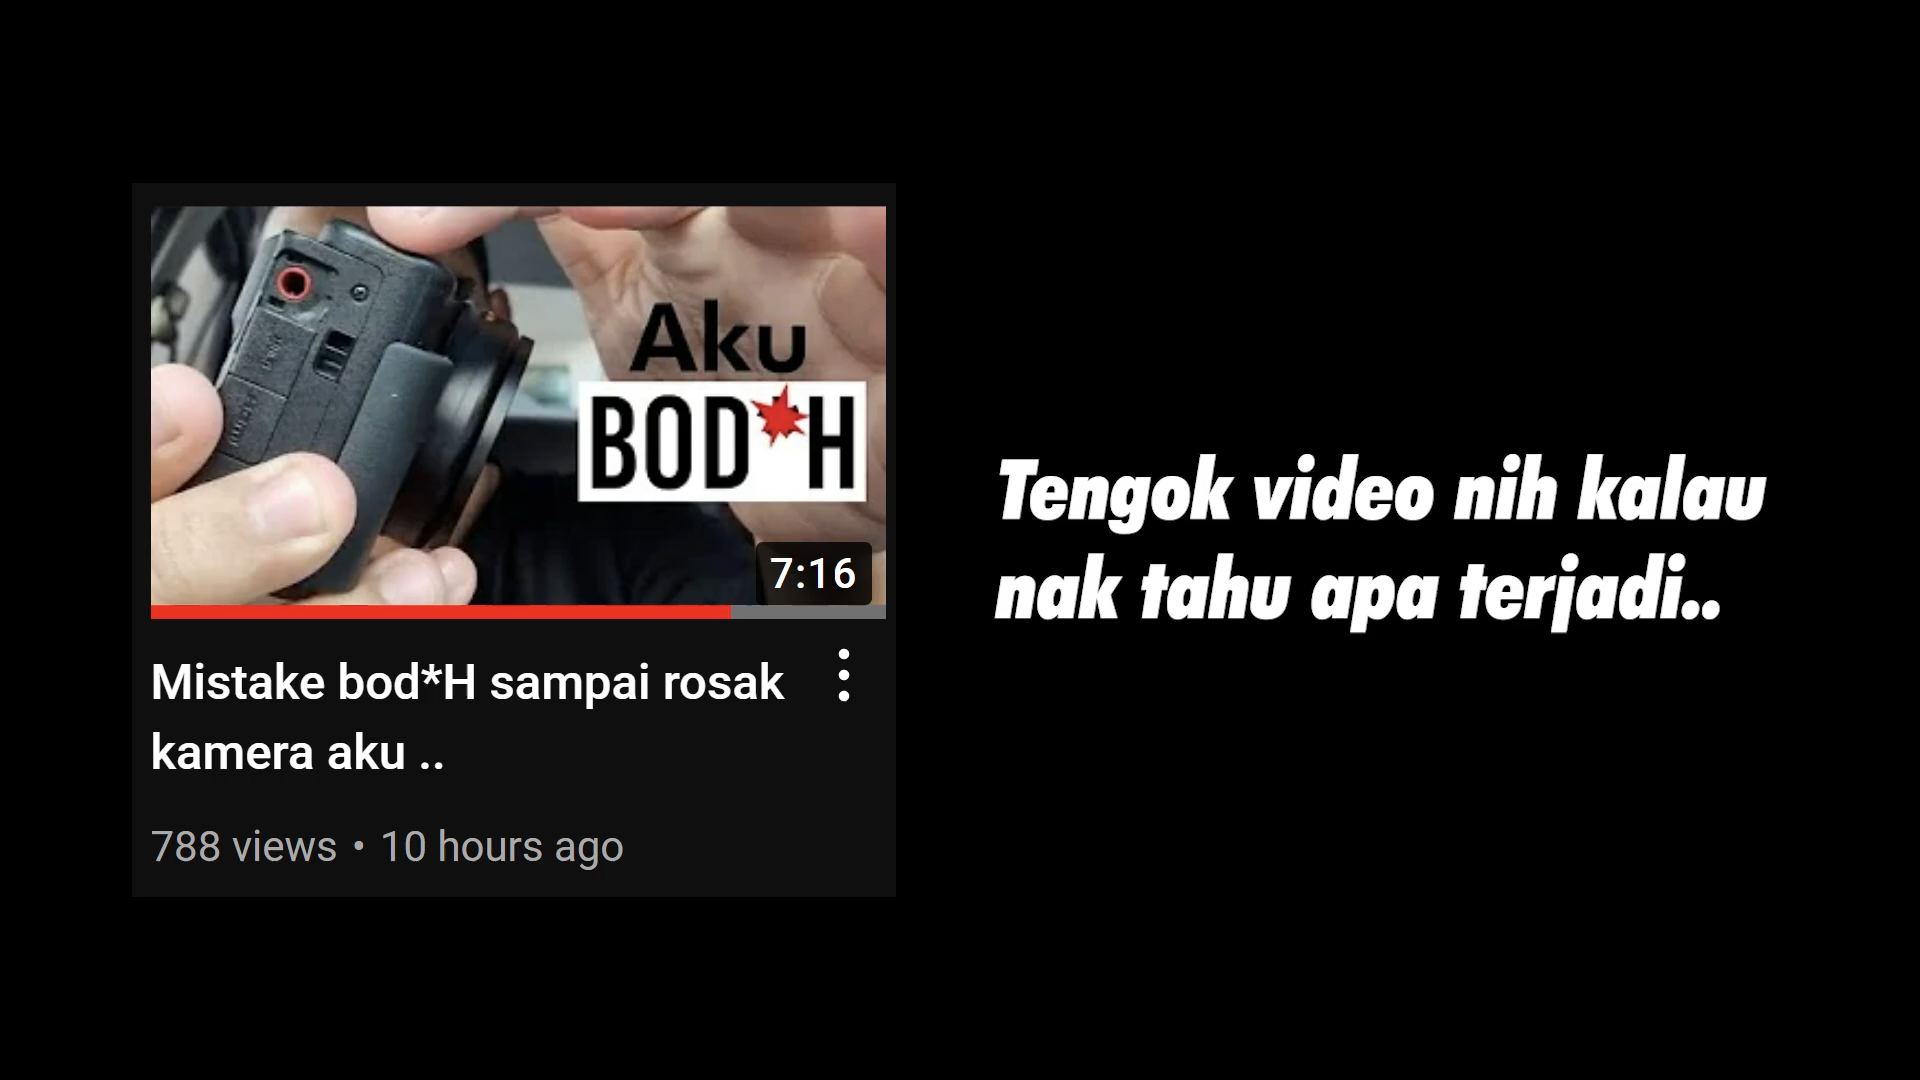 Aku
BOD*H
7:16
Mistake bod*H sampai rosak
kamera aku ..
788 views • 10 hours ago
Tengok video nih kalau
nak tahu apa terjadi..